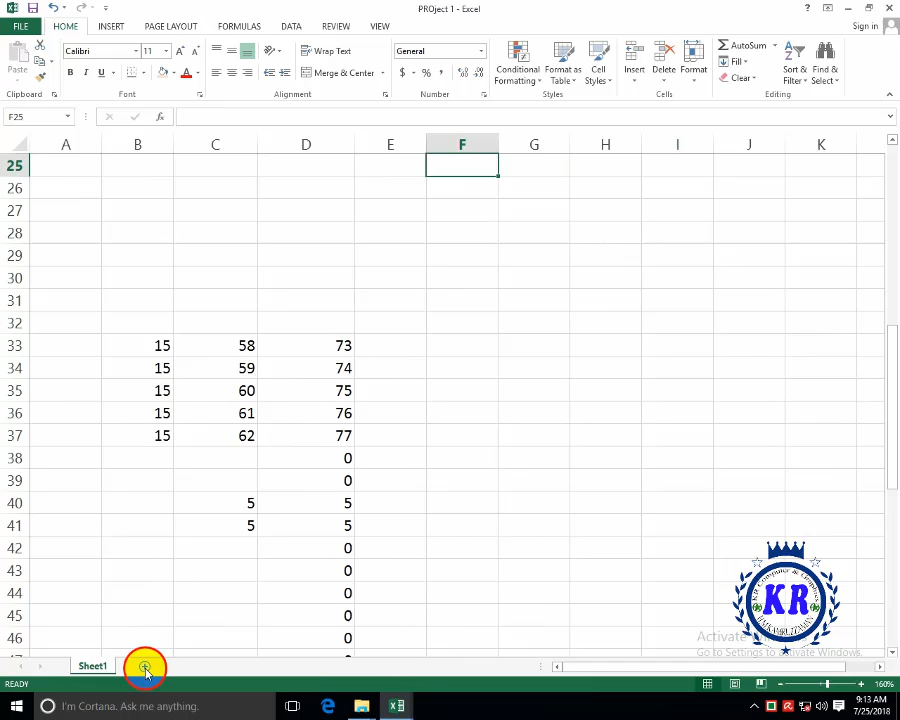 PROject 1 - Excel
FILE HOME INSERT PAGE LAYOUT FORMULAS DATA REVIEW VIEW Sign in
Paste
Calibri 11
Wrap Text
General
Merge & Center
Conditional Formatting
Format as Table
Cell Styles
Insert Delete Format
AutoSum
Fill
Clear
Sort & Filter
Find & Select
Clipboard Font Alignment Number Styles Cells Editing
F25
A B C D E F G H I J K
25
26
27
28
29
30
31
32
33 15 58 73
34 15 59 74
35 15 60 75
36 15 61 76
37 15 62 77
38 0
39 0
40 5 5
41 5 5
42 0
43 0
44 0
45 0
46 0
KR Computer & Graphics
KR
Go to Settings to activate Windows.
Sheet1
READY 160%
I'm Cortana. Ask me anything.
9:13 AM
7/25/2018